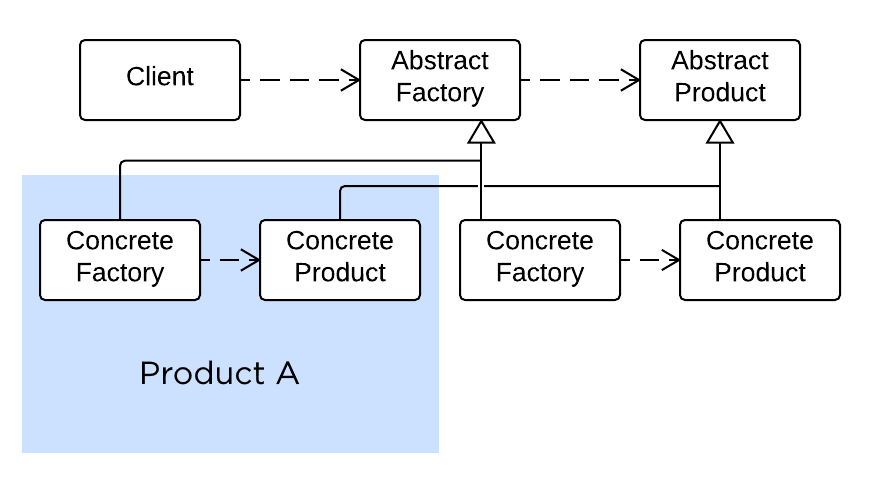 Client
Abstract
Factory
Abstract
Product
Concrete
Factory
Concrete
Product
Concrete
Factory
Concrete
Product
Product A